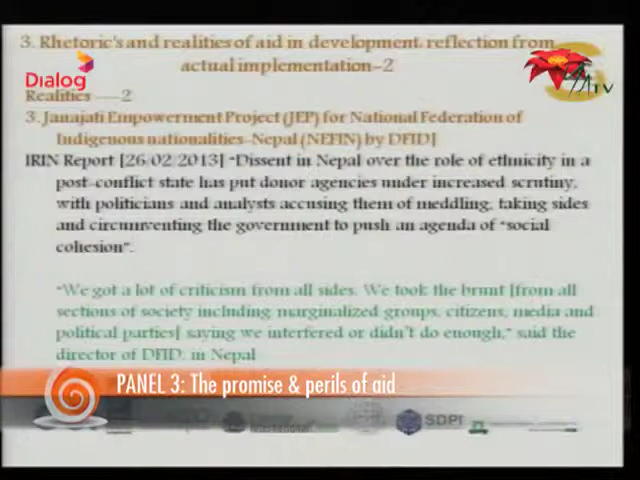 3. Rhetoric's and realities of aid in development, reflection from
actual implementation-2
Dialog
TV
Realities ----2
3. Janajati Empowerment Project (JEP) for National Federation of
Indigenous nationalities-Nepal (NEFIN) by DFID]
IRIN Report [26/02/2013] "Dissent in Nepal over the role of ethnicity in a
post-conflict state has put donor agencies under increased scrutiny,
with politicians and analysts accusing them of meddling, taking sides
and circumventing the government to push an agenda of "social
cohesion".
"We got a lot of criticism from all sides. We took the brunt [from all
sections of society including marginalized groups, citizens, media and
political parties] saying we interfered or didn't do enough," said the
director of DFID, in Nepal
PANEL 3: The promise & perils of aid
SDPI